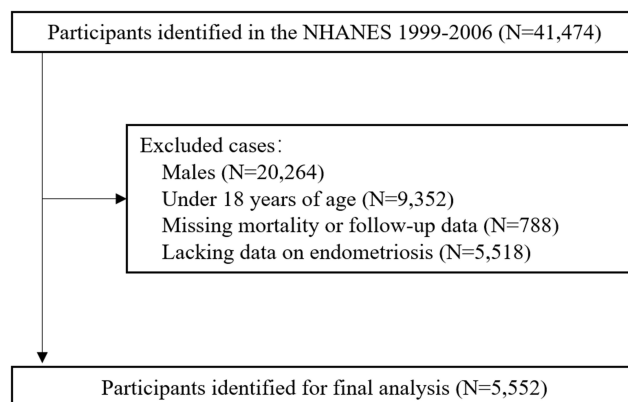 Participants identified in the NHANES 1999-2006 (N=41,474)
Excluded cases:
Males (N=20,264)
Under 18 years of age (N=9,352)
Missing mortality or follow-up data (N=788)
Lacking data on endometriosis (N=5,518)
Participants identified for final analysis (N=5,552)